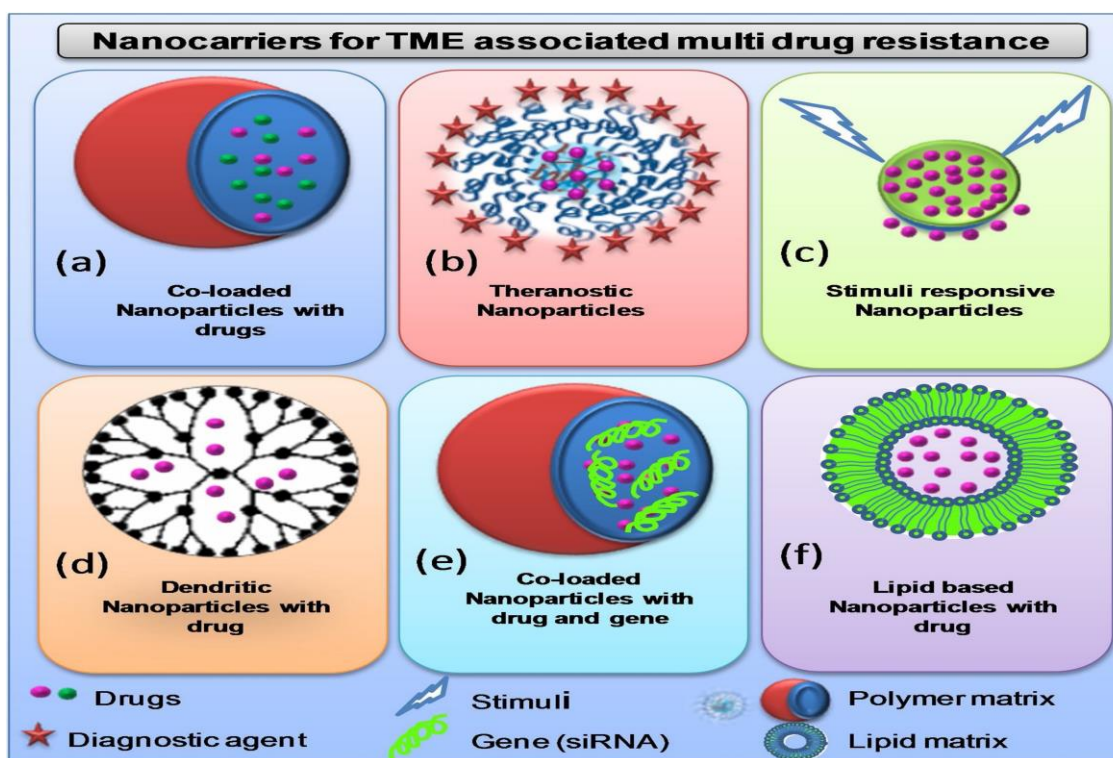 Nanocarriers for TME associated multi drug resistance
(a)
Co-loaded
Nanoparticles with
drugs
(b)
Theranostic
Nanoparticles
(c)
Stimuli responsive
Nanoparticles
(d)
Dendritic
Nanoparticles with
drug
(e)
Co-loaded
Nanoparticles with
drug and gene
(f)
Lipid based
Nanoparticles with
drug
Drugs
Stimuli
Polymer matrix
Diagnostic agent
Gene (siRNA)
Lipid matrix